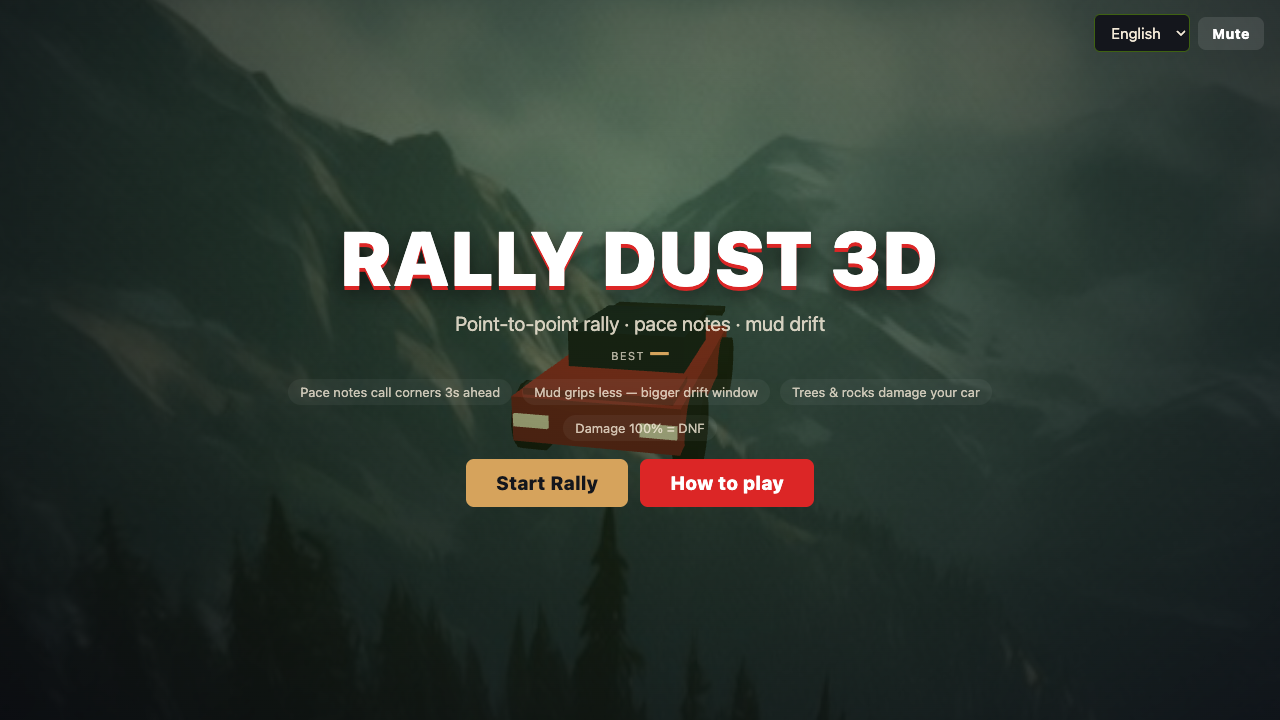 English
Mute
RALLY DUST 3D
Point-to-point rally · pace notes · mud drift
BEST —
Pace notes call corners 3s ahead
Mud grips less — bigger drift window
Trees & rocks damage your car
Damage 100% = DNF
Start Rally
How to play